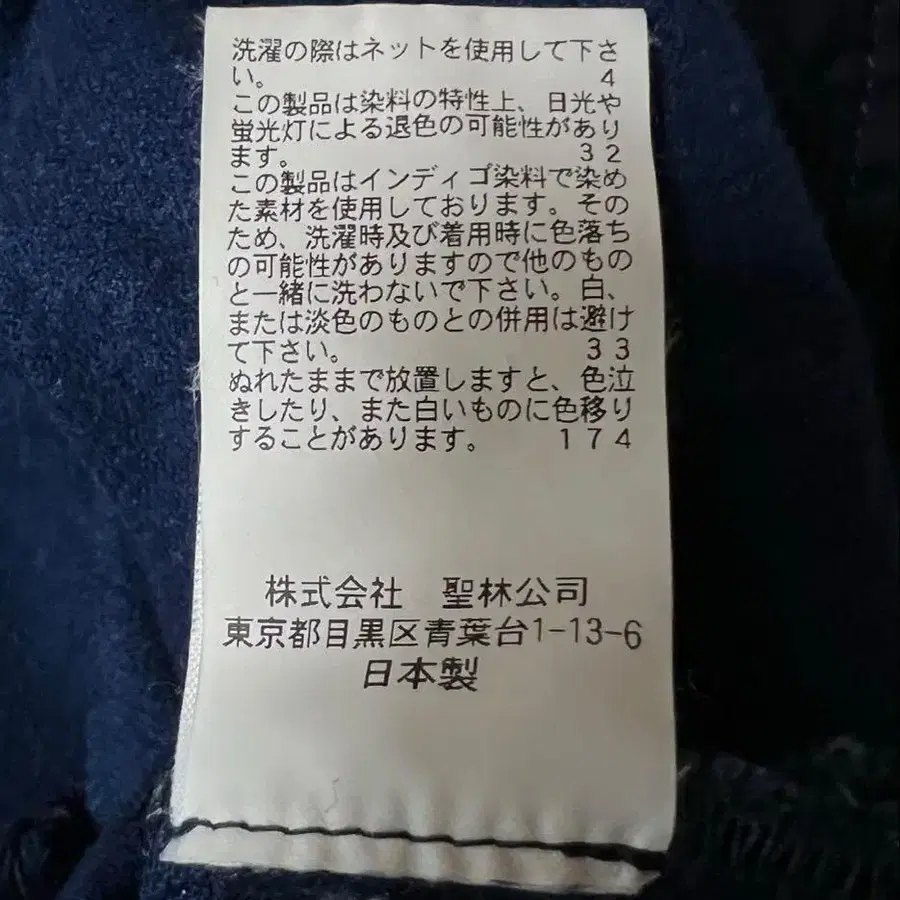 洗濯の際はネットを使用して下さ
い。 4
この製品は染料の特性上、日光や
蛍光灯による退色の可能性があり
ます。 32
この製品はインディゴ染料で染め
た素材を使用しております。その
ため、洗濯時及び着用時に色落ち
の可能性がありますので他のもの
と一緒に洗わないで下さい。白、
または淡色のものとの併用は避け
て下さい。 33
ぬれたままで放置しますと、色泣
きしたり、また白いものに色移り
することがあります。 174
株式会社 聖林公司
東京都目黒区青葉台1-13-6
日本製